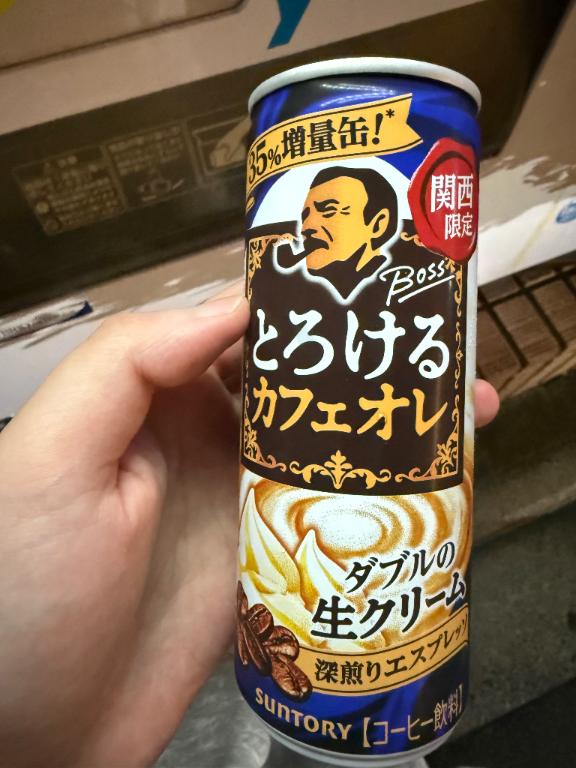 35%増量缶!*
関西
限定
BOSS
とろける
カフェオレ
ダブルの
生クリーム
深煎りエスプレッソ
SUNTORY 【コーヒー飲料】